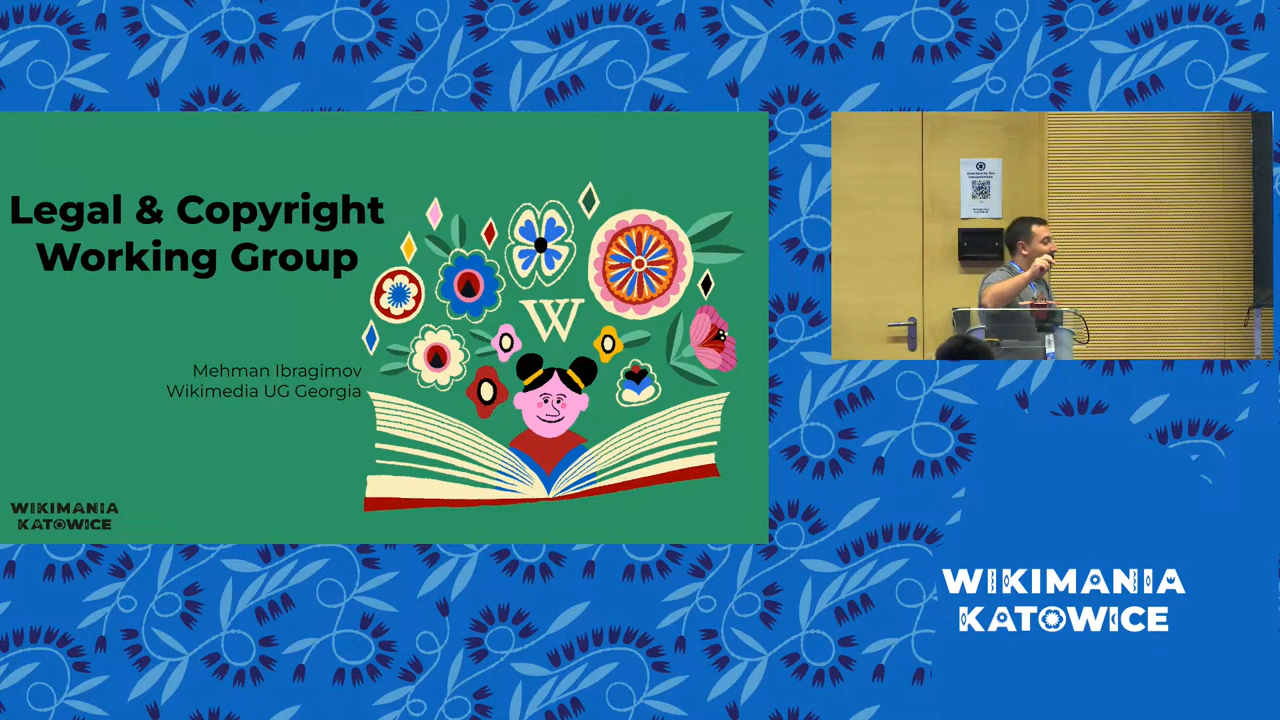 Legal & Copyright
Working Group
W
Mehman Ibragimov
Wikimedia UG Georgia
WIKIMANIA
KATOWICE
WIKIMANIA
KATOWICE